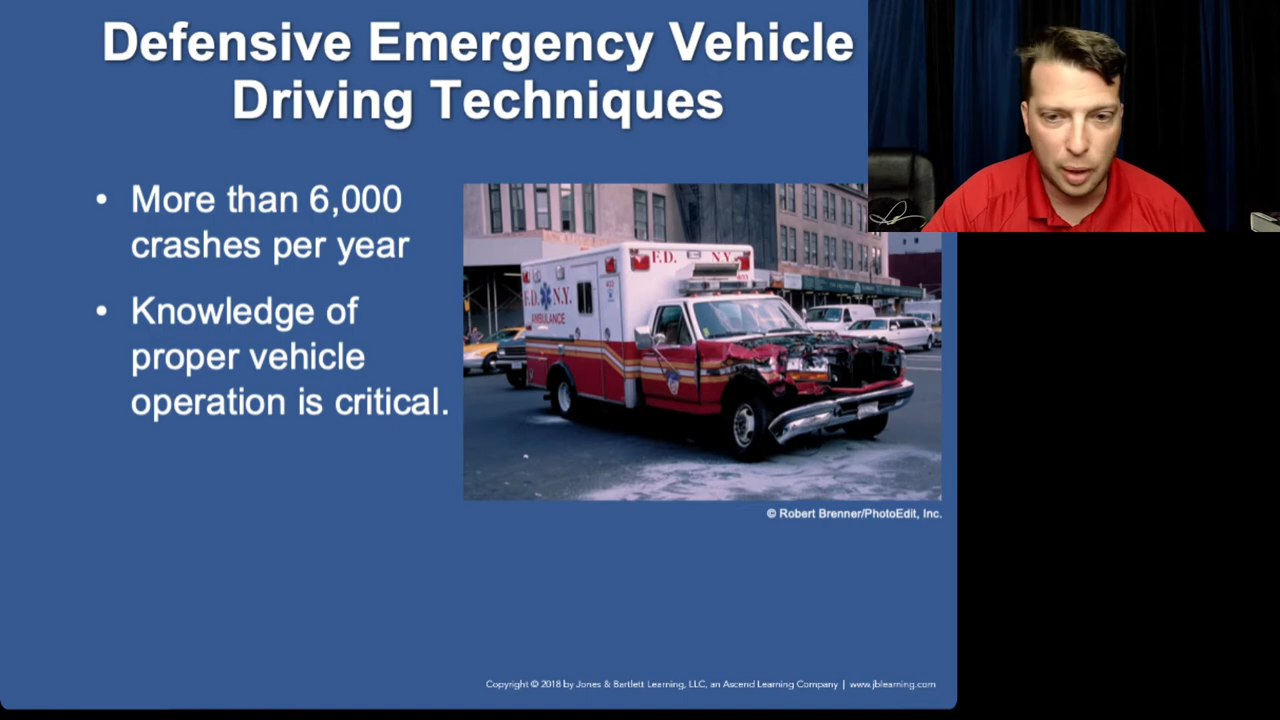 Defensive Emergency Vehicle
Driving Techniques
• More than 6,000
crashes per year
• Knowledge of
proper vehicle
operation is critical.
F.D. N.Y.
F.D. N.Y.
AMBULANCE
© Robert Brenner/PhotoEdit, Inc.
Copyright © 2018 by Jones & Bartlett Learning, LLC, an Ascend Learning Company | www.jblearning.com